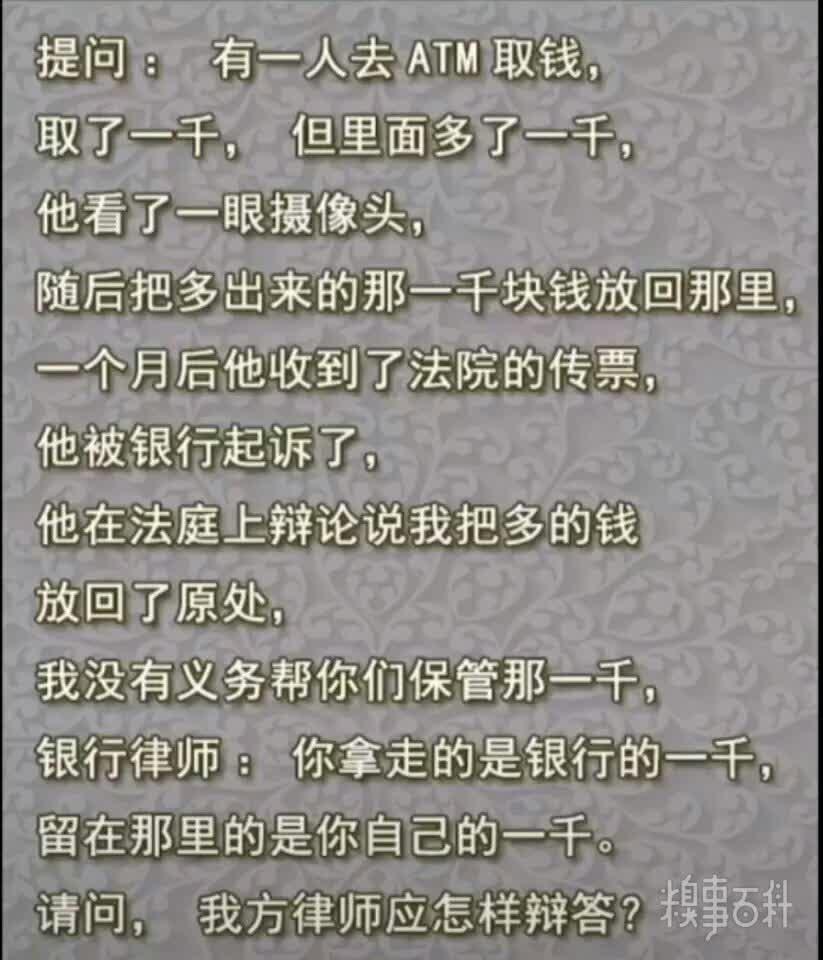 提问： 有一人去 ATM 取钱，
取了一千， 但里面多了一千，
他看了一眼摄像头，
随后把多出来的那一千块钱放回那里，
一个月后他收到了法院的传票，
他被银行起诉了，
他在法庭上辩论说我把多的钱
放回了原处，
我没有义务帮你们保管那一千，
银行律师： 你拿走的是银行的一千，
留在那里的是你自己的一千。
请问， 我方律师应怎样辩答？
糗事百科